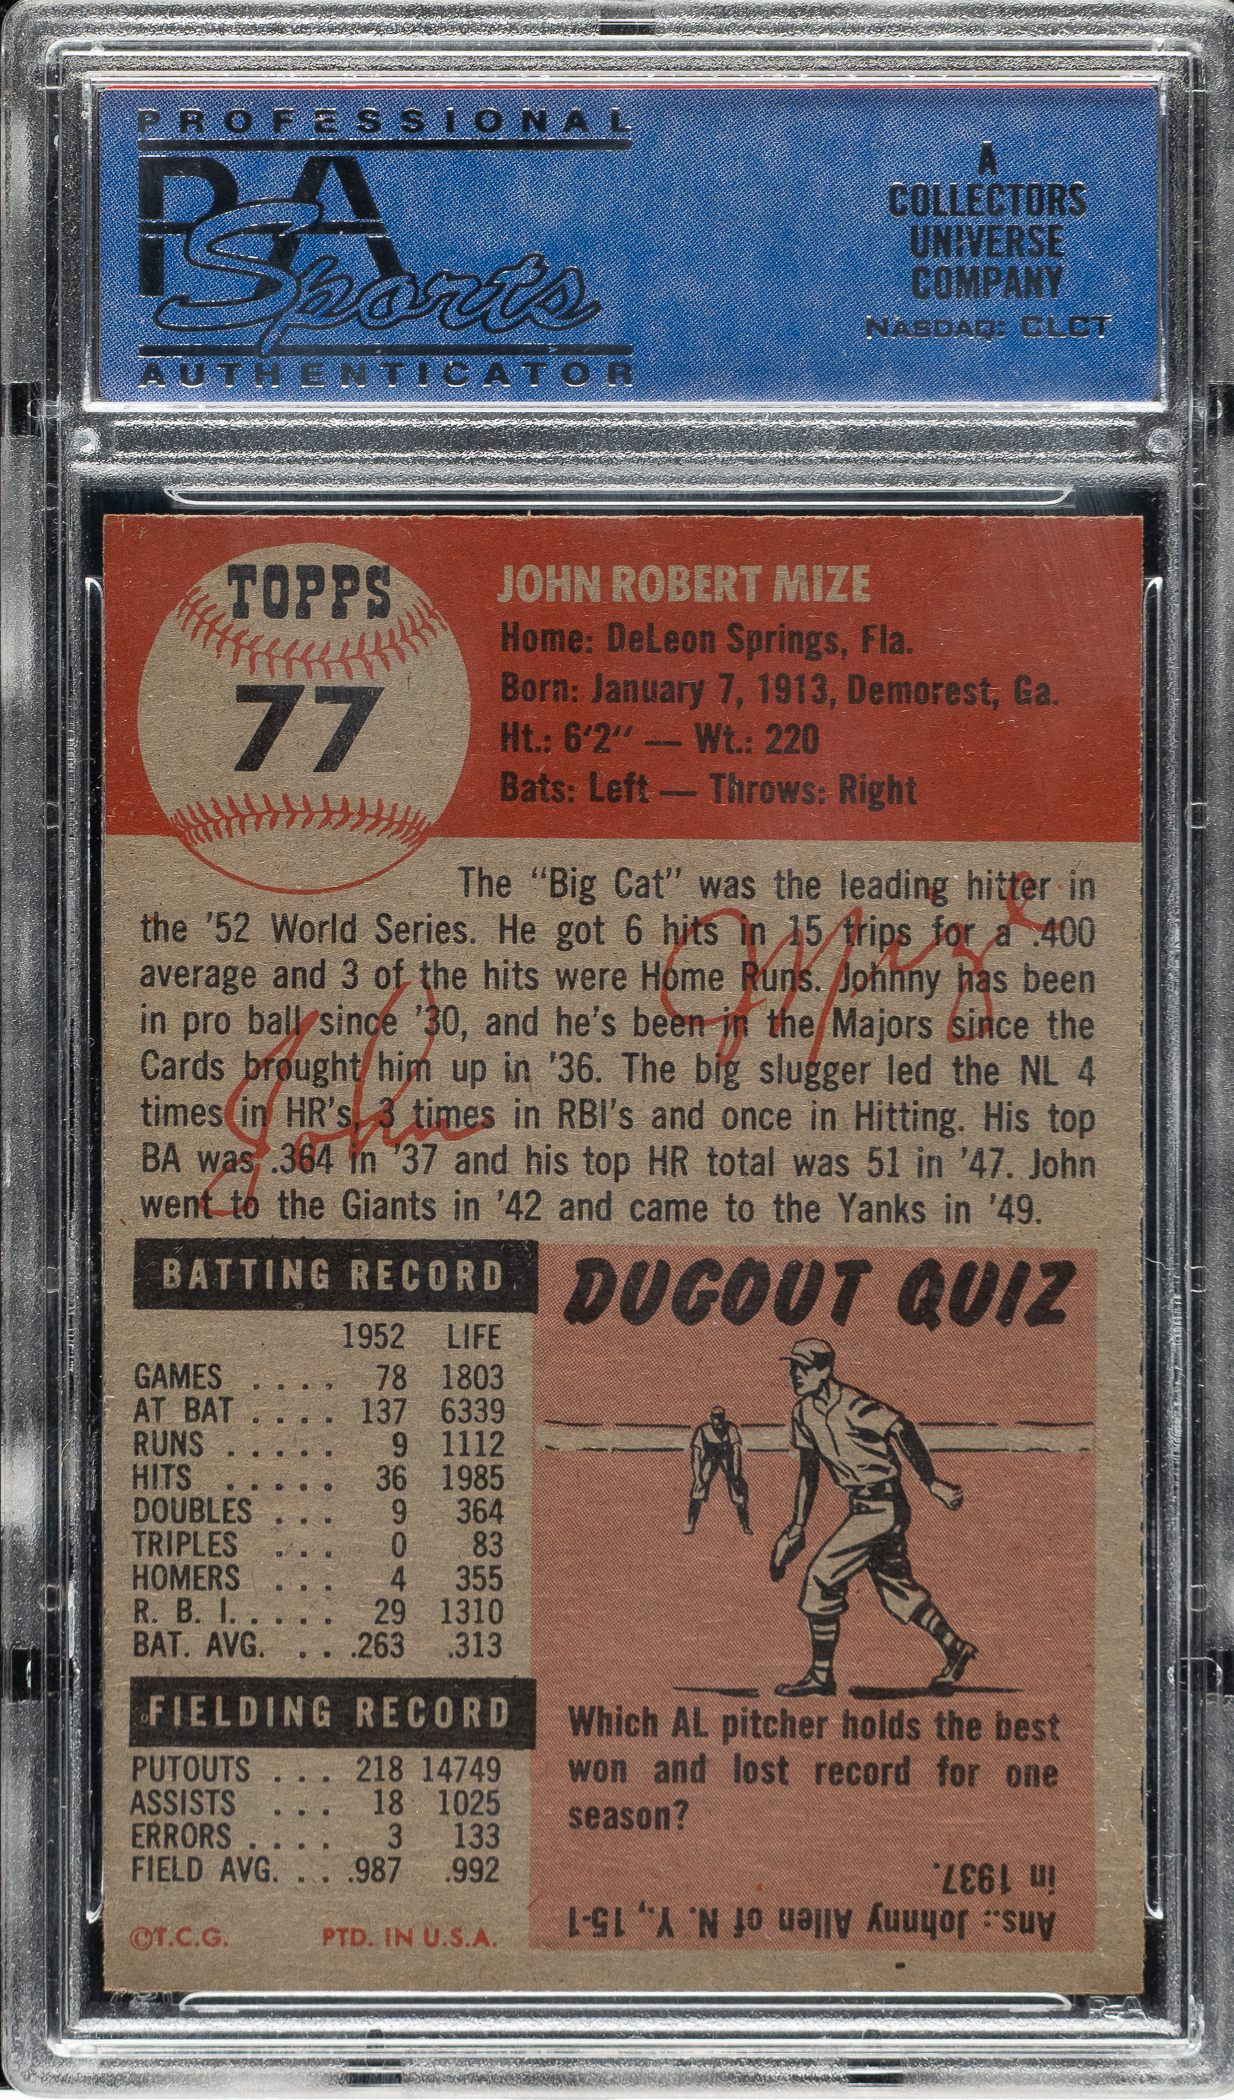 PROFESSIONAL
PSA
Sports
AUTHENTICATOR
A
COLLECTORS
UNIVERSE
COMPANY
NASDAQ: CLCT
TOPPS
77
JOHN ROBERT MIZE
Home: DeLeon Springs, Fla.
Born: January 7, 1913, Demorest, Ga.
Ht.: 6'2" — Wt.: 220
Bats: Left — Throws: Right
The "Big Cat" was the leading hitter in
the '52 World Series. He got 6 hits in 15 trips for a .400
average and 3 of the hits were Home Runs. Johnny has been
in pro ball since '30, and he's been in the Majors since the
Cards brought him up in '36. The big slugger led the NL 4
times in HR's, 3 times in RBI's and once in Hitting. His top
BA was .364 in '37 and his top HR total was 51 in '47. John
went to the Giants in '42 and came to the Yanks in '49.
John Mize
BATTING RECORD
1952 LIFE
GAMES .... 78 1803
AT BAT .... 137 6339
RUNS ..... 9 1112
HITS ..... 36 1985
DOUBLES ... 9 364
TRIPLES ... 0 83
HOMERS ... 4 355
R. B. I..... 29 1310
BAT. AVG. ... .263 .313
FIELDING RECORD
PUTOUTS ... 218 14749
ASSISTS ... 18 1025
ERRORS .... 3 133
FIELD AVG. ... .987 .992
©T.C.G. PTD. IN U.S.A.
DUGOUT QUIZ
Which AL pitcher holds the best
won and lost record for one
season?
Ans.: Johnny Allen of N. Y., 15-1
in 1937.
PSA